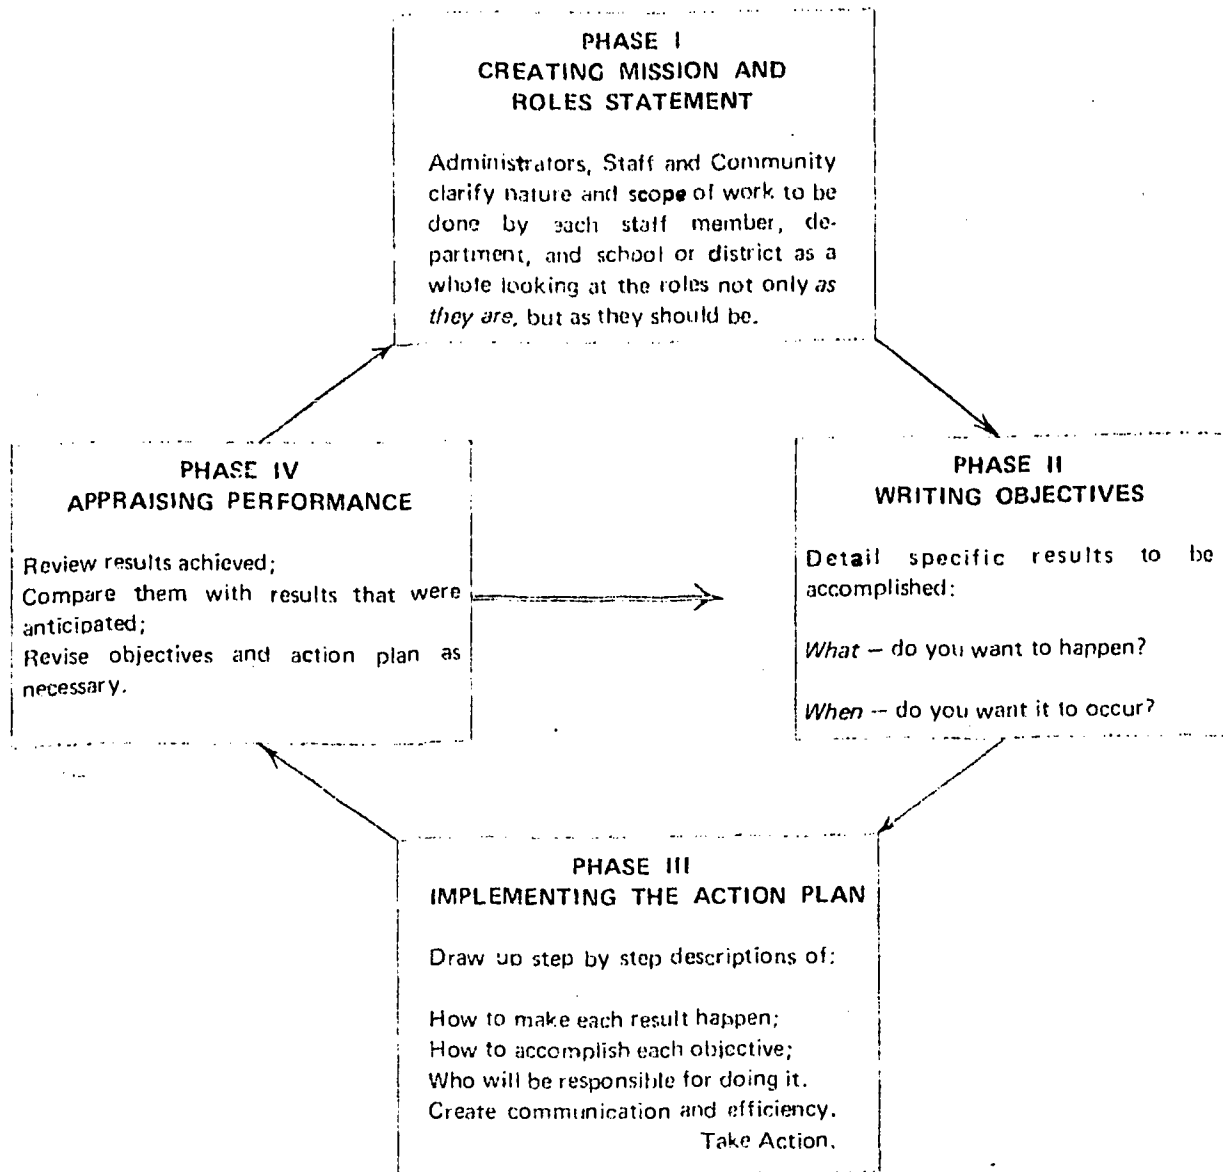 PHASE I
CREATING MISSION AND
ROLES STATEMENT
Administrators, Staff and Community
clarify nature and scope of work to be
done by each staff member, de-
partment, and school or district as a
whole looking at the roles not only as
they are, but as they should be.
PHASE II
WRITING OBJECTIVES
Detail specific results to be
accomplished:
What – do you want to happen?
When -- do you want it to occur?
PHASE III
IMPLEMENTING THE ACTION PLAN
Draw up step by step descriptions of:
How to make each result happen;
How to accomplish each objective;
Who will be responsible for doing it.
Create communication and efficiency.
Take Action.
PHASE IV
APPRAISING PERFORMANCE
Review results achieved;
Compare them with results that were
anticipated;
Revise objectives and action plan as
necessary.